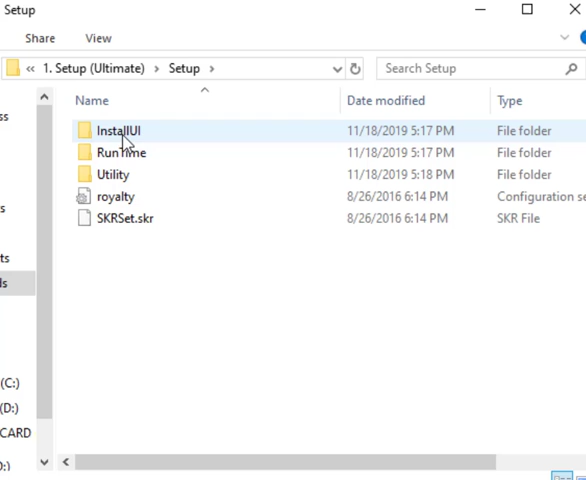 Setup
Share View
« 1. Setup (Ultimate) > Setup > Search Setup
Name Date modified Type
InstallUI 11/18/2019 5:17 PM File folder
RunTime 11/18/2019 5:17 PM File folder
Utility 11/18/2019 5:18 PM File folder
royalty 8/26/2016 6:14 PM Configuration se
SKRSet.skr 8/26/2016 6:14 PM SKR File
ss
s
ts
ds
(C:)
(D:)
CARD
D:)